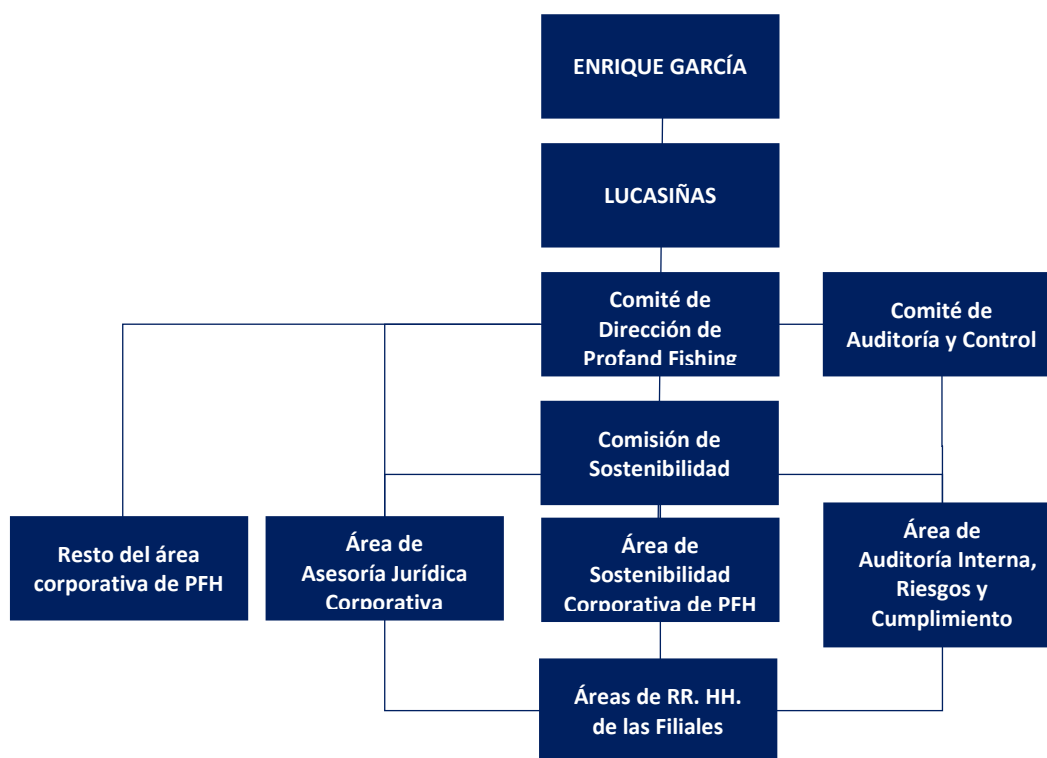 ENRIQUE GARCÍA
LUCASIÑAS
Comité de
Dirección de
Profand Fishing
Comité de
Auditoría y Control
Comisión de
Sostenibilidad
Resto del área
corporativa de PFH
Área de
Asesoría Jurídica
Corporativa
Área de
Sostenibilidad
Corporativa de PFH
Área de
Auditoría Interna,
Riesgos y
Cumplimiento
Áreas de RR. HH.
de las Filiales